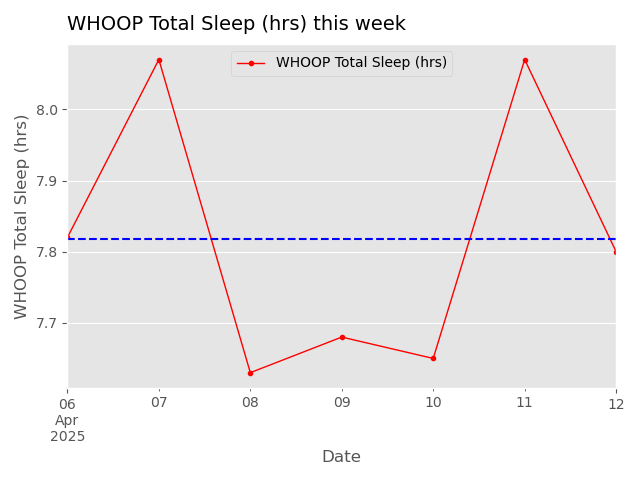 WHOOP Total Sleep (hrs) this week
WHOOP Total Sleep (hrs)
WHOOP Total Sleep (hrs)
8.0
7.9
7.8
7.7
06 07 08 09 10 11 12
Apr
2025
Date